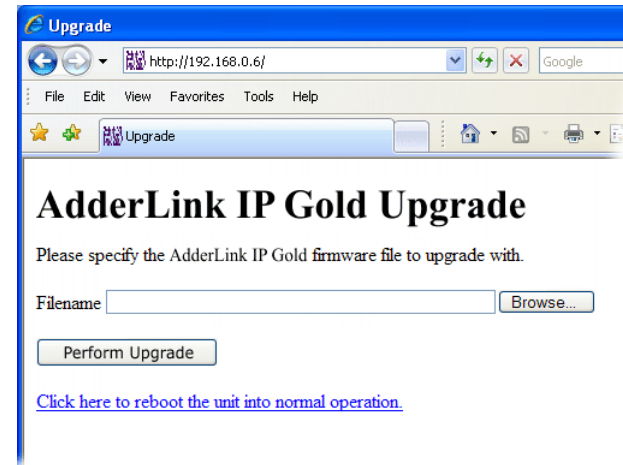 Upgrade
http://192.168.0.6/
Google
File Edit View Favorites Tools Help
Upgrade
AdderLink IP Gold Upgrade
Please specify the AdderLink IP Gold firmware file to upgrade with.
Filename Browse...
Perform Upgrade
Click here to reboot the unit into normal operation.